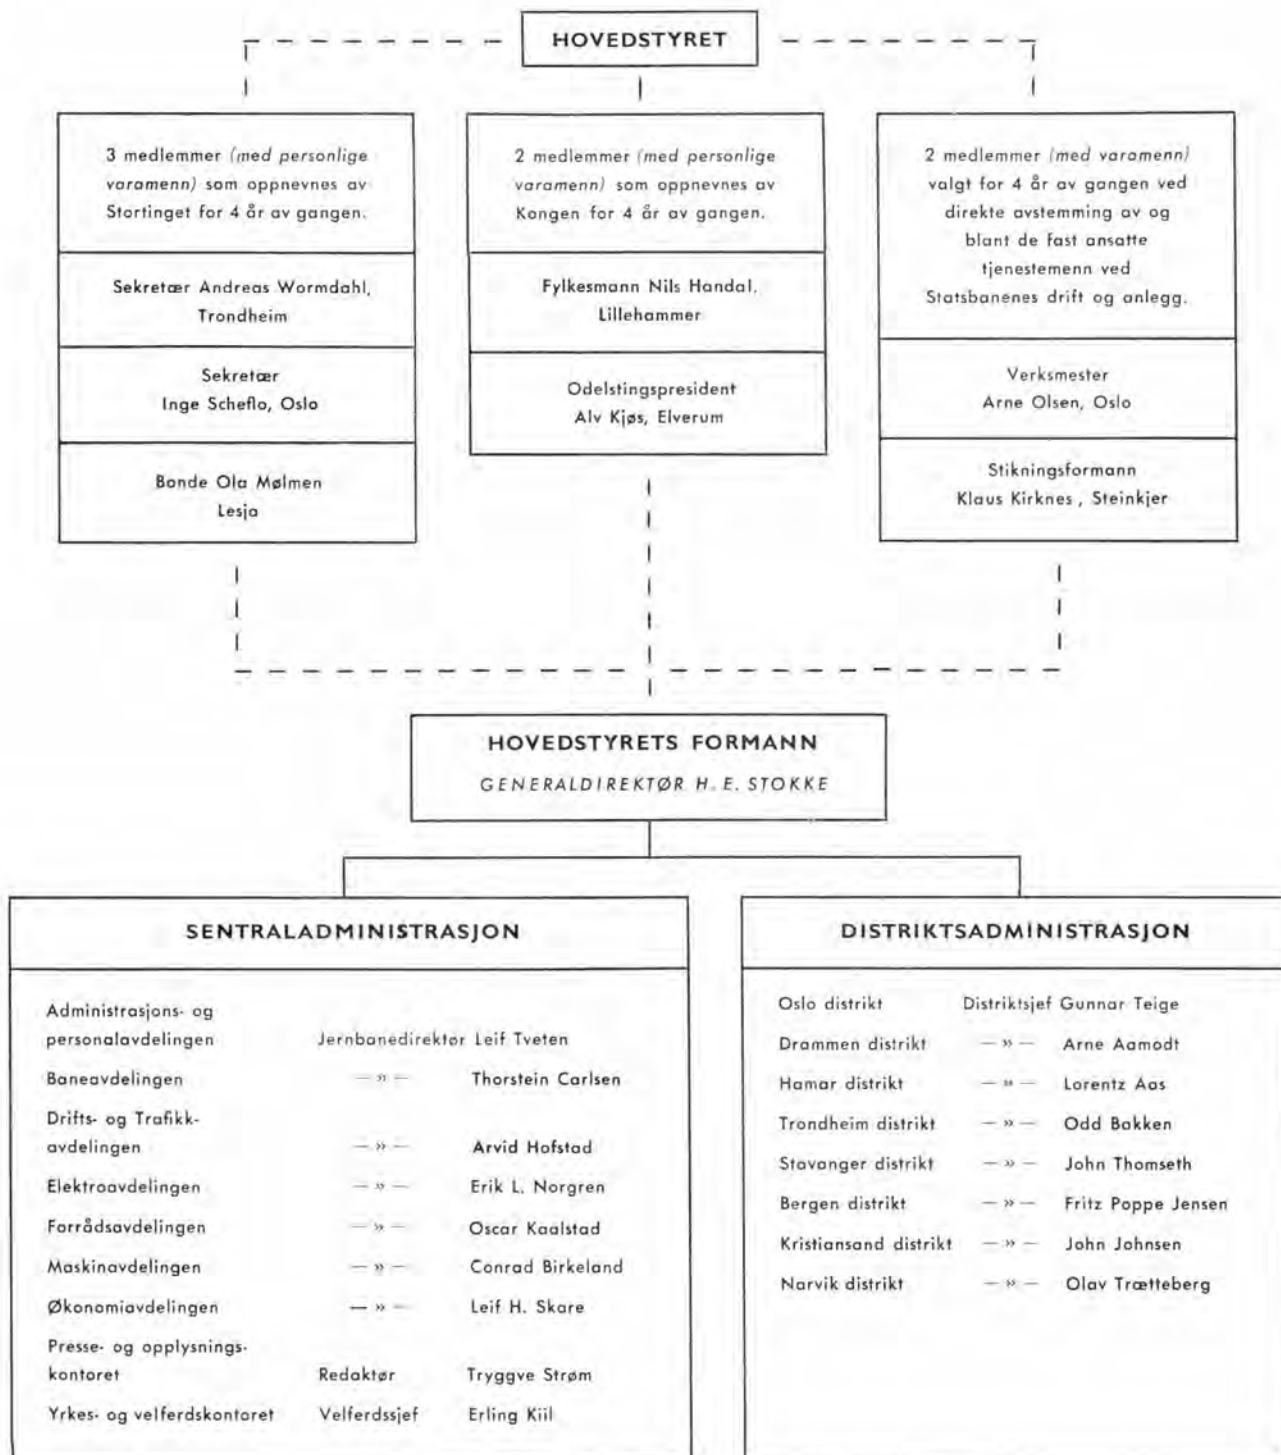 HOVEDSTYRET
3 medlemmer (med personlige
varamenn) som oppnevnes av
Stortinget for 4 år av gangen.
Sekretær Andreas Wormdahl,
Trondheim
Sekretær
Inge Scheflo, Oslo
Bonde Ola Mølmen
Lesja
2 medlemmer (med personlige
varamenn) som oppnevnes av
Kongen for 4 år av gangen.
Fylkesmann Nils Handal,
Lillehammer
Odelstingspresident
Alv Kjøs, Elverum
2 medlemmer (med varamenn)
valgt for 4 år av gangen ved
direkte avstemming av og
blant de fast ansatte
tjenestemenn ved
Statsbanenes drift og anlegg.
Verksmester
Arne Olsen, Oslo
Stikningsformann
Klaus Kirknes , Steinkjer
HOVEDSTYRETS FORMANN
GENERALDIREKTØR H. E. STOKKE
SENTRALADMINISTRASJON
Administrasjons- og
personalavdelingen Jernbanedirektør Leif Tveten
Baneavdelingen — » — Thorstein Carlsen
Drifts- og Trafikk-
avdelingen — » — Arvid Hofstad
Elektroavdelingen — » — Erik L. Norgren
Forrådsavdelingen — » — Oscar Kaalstad
Maskinavdelingen — » — Conrad Birkeland
Økonomiavdelingen — » — Leif H. Skare
Presse- og opplysnings-
kontoret Redaktør Tryggve Strøm
Yrkes- og velferdskontoret Velferdssjef Erling Kiil
DISTRIKTSADMINISTRASJON
Oslo distrikt Distriktsjef Gunnar Teige
Drammen distrikt — » — Arne Aamodt
Hamar distrikt — » — Lorentz Aas
Trondheim distrikt — » — Odd Bakken
Stavanger distrikt — » — John Thomseth
Bergen distrikt — » — Fritz Poppe Jensen
Kristiansand distrikt — » — John Johnsen
Narvik distrikt — » — Olav Trætteberg